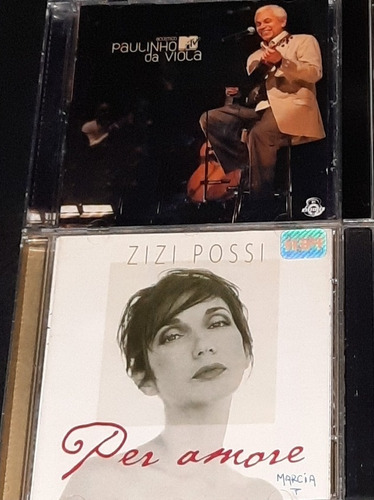 ACÚSTICO MTV
PAULINHO
DA VIOLA
ZIZI POSSI
Per amore
MARCIA
T